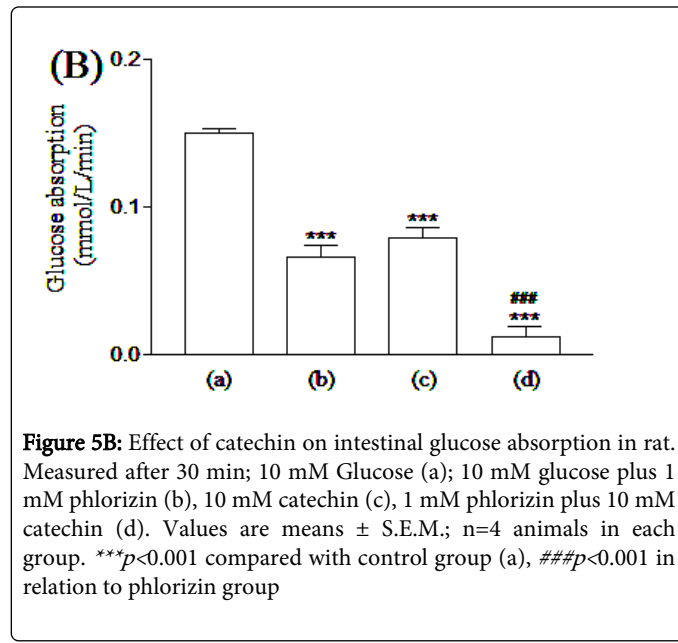 (B)
0.2
0.1
0.0
Glucose absorption
(mmol/L/min)
***
***
###
***
(a) (b) (c) (d)
Figure 5B: Effect of catechin on intestinal glucose absorption in rat.
Measured after 30 min; 10 mM Glucose (a); 10 mM glucose plus 1
mM phlorizin (b), 10 mM catechin (c), 1 mM phlorizin plus 10 mM
catechin (d). Values are means ± S.E.M.; n=4 animals in each
group. ***p<0.001 compared with control group (a), ###p<0.001 in
relation to phlorizin group